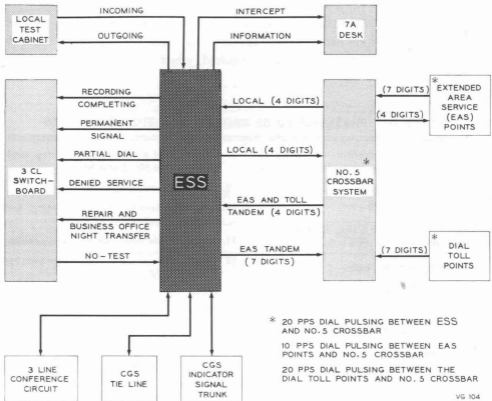 LOCAL
TEST
CABINET
INCOMING
OUTGOING
INTERCEPT
INFORMATION
7A
DESK
3 CL
SWITCH-
BOARD
RECORDING
COMPLETING
PERMANENT
SIGNAL
PARTIAL DIAL
DENIED SERVICE
REPAIR AND
BUSINESS OFFICE
NIGHT TRANSFER
NO-TEST
ESS
LOCAL (4 DIGITS)
LOCAL (4 DIGITS)
EAS AND TOLL
TANDEM (4 DIGITS)
EAS TANDEM
(7 DIGITS)
*
NO. 5
CROSSBAR
SYSTEM
(7 DIGITS)
(4 DIGITS)
*
EXTENDED
AREA
SERVICE
(EAS)
POINTS
(7 DIGITS)
*
DIAL
TOLL
POINTS
3 LINE
CONFERENCE
CIRCUIT
CGS
TIE LINE
CGS
INDICATOR
SIGNAL
TRUNK
* 20 PPS DIAL PULSING BETWEEN ESS
AND NO. 5 CROSSBAR
10 PPS DIAL PULSING BETWEEN EAS
POINTS AND NO. 5 CROSSBAR
20 PPS DIAL PULSING BETWEEN THE
DIAL TOLL POINTS AND NO. 5 CROSSBAR
VG 104